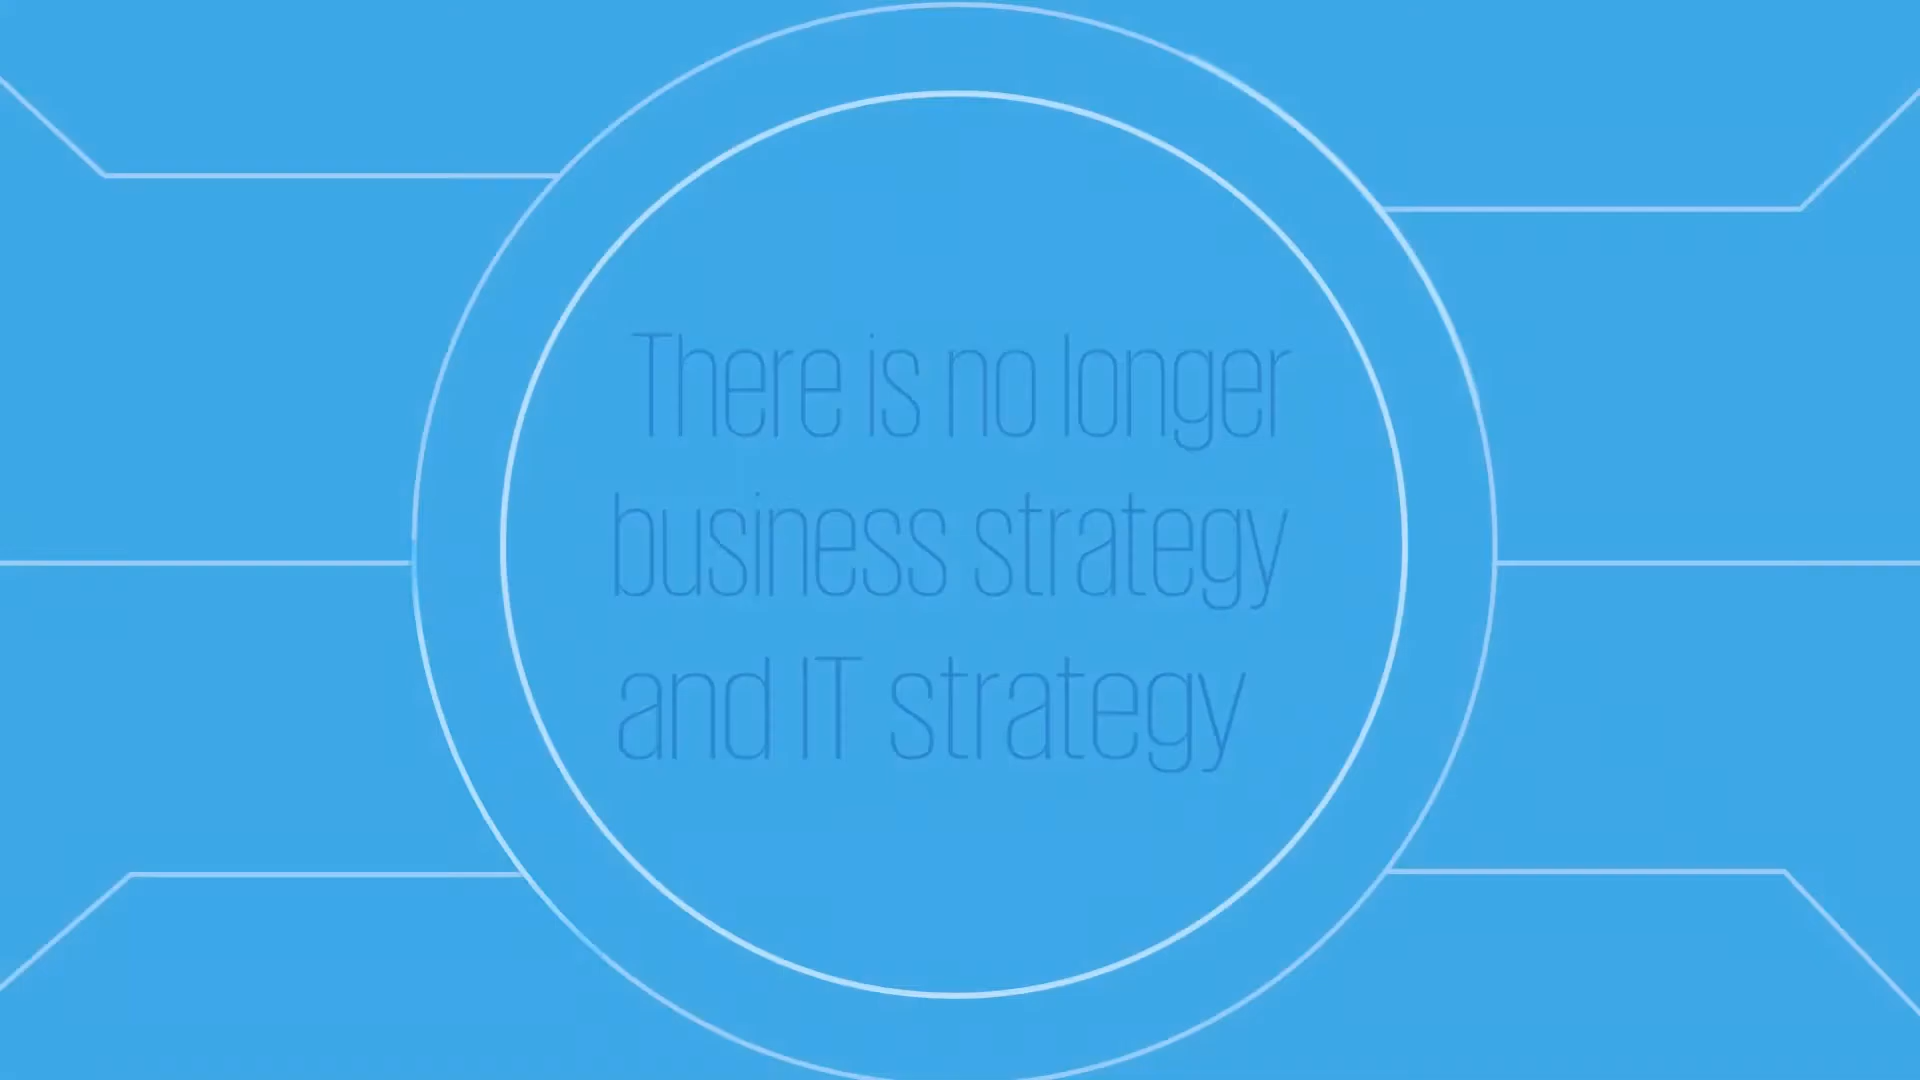 There is no longer
business strategy
and IT strategy